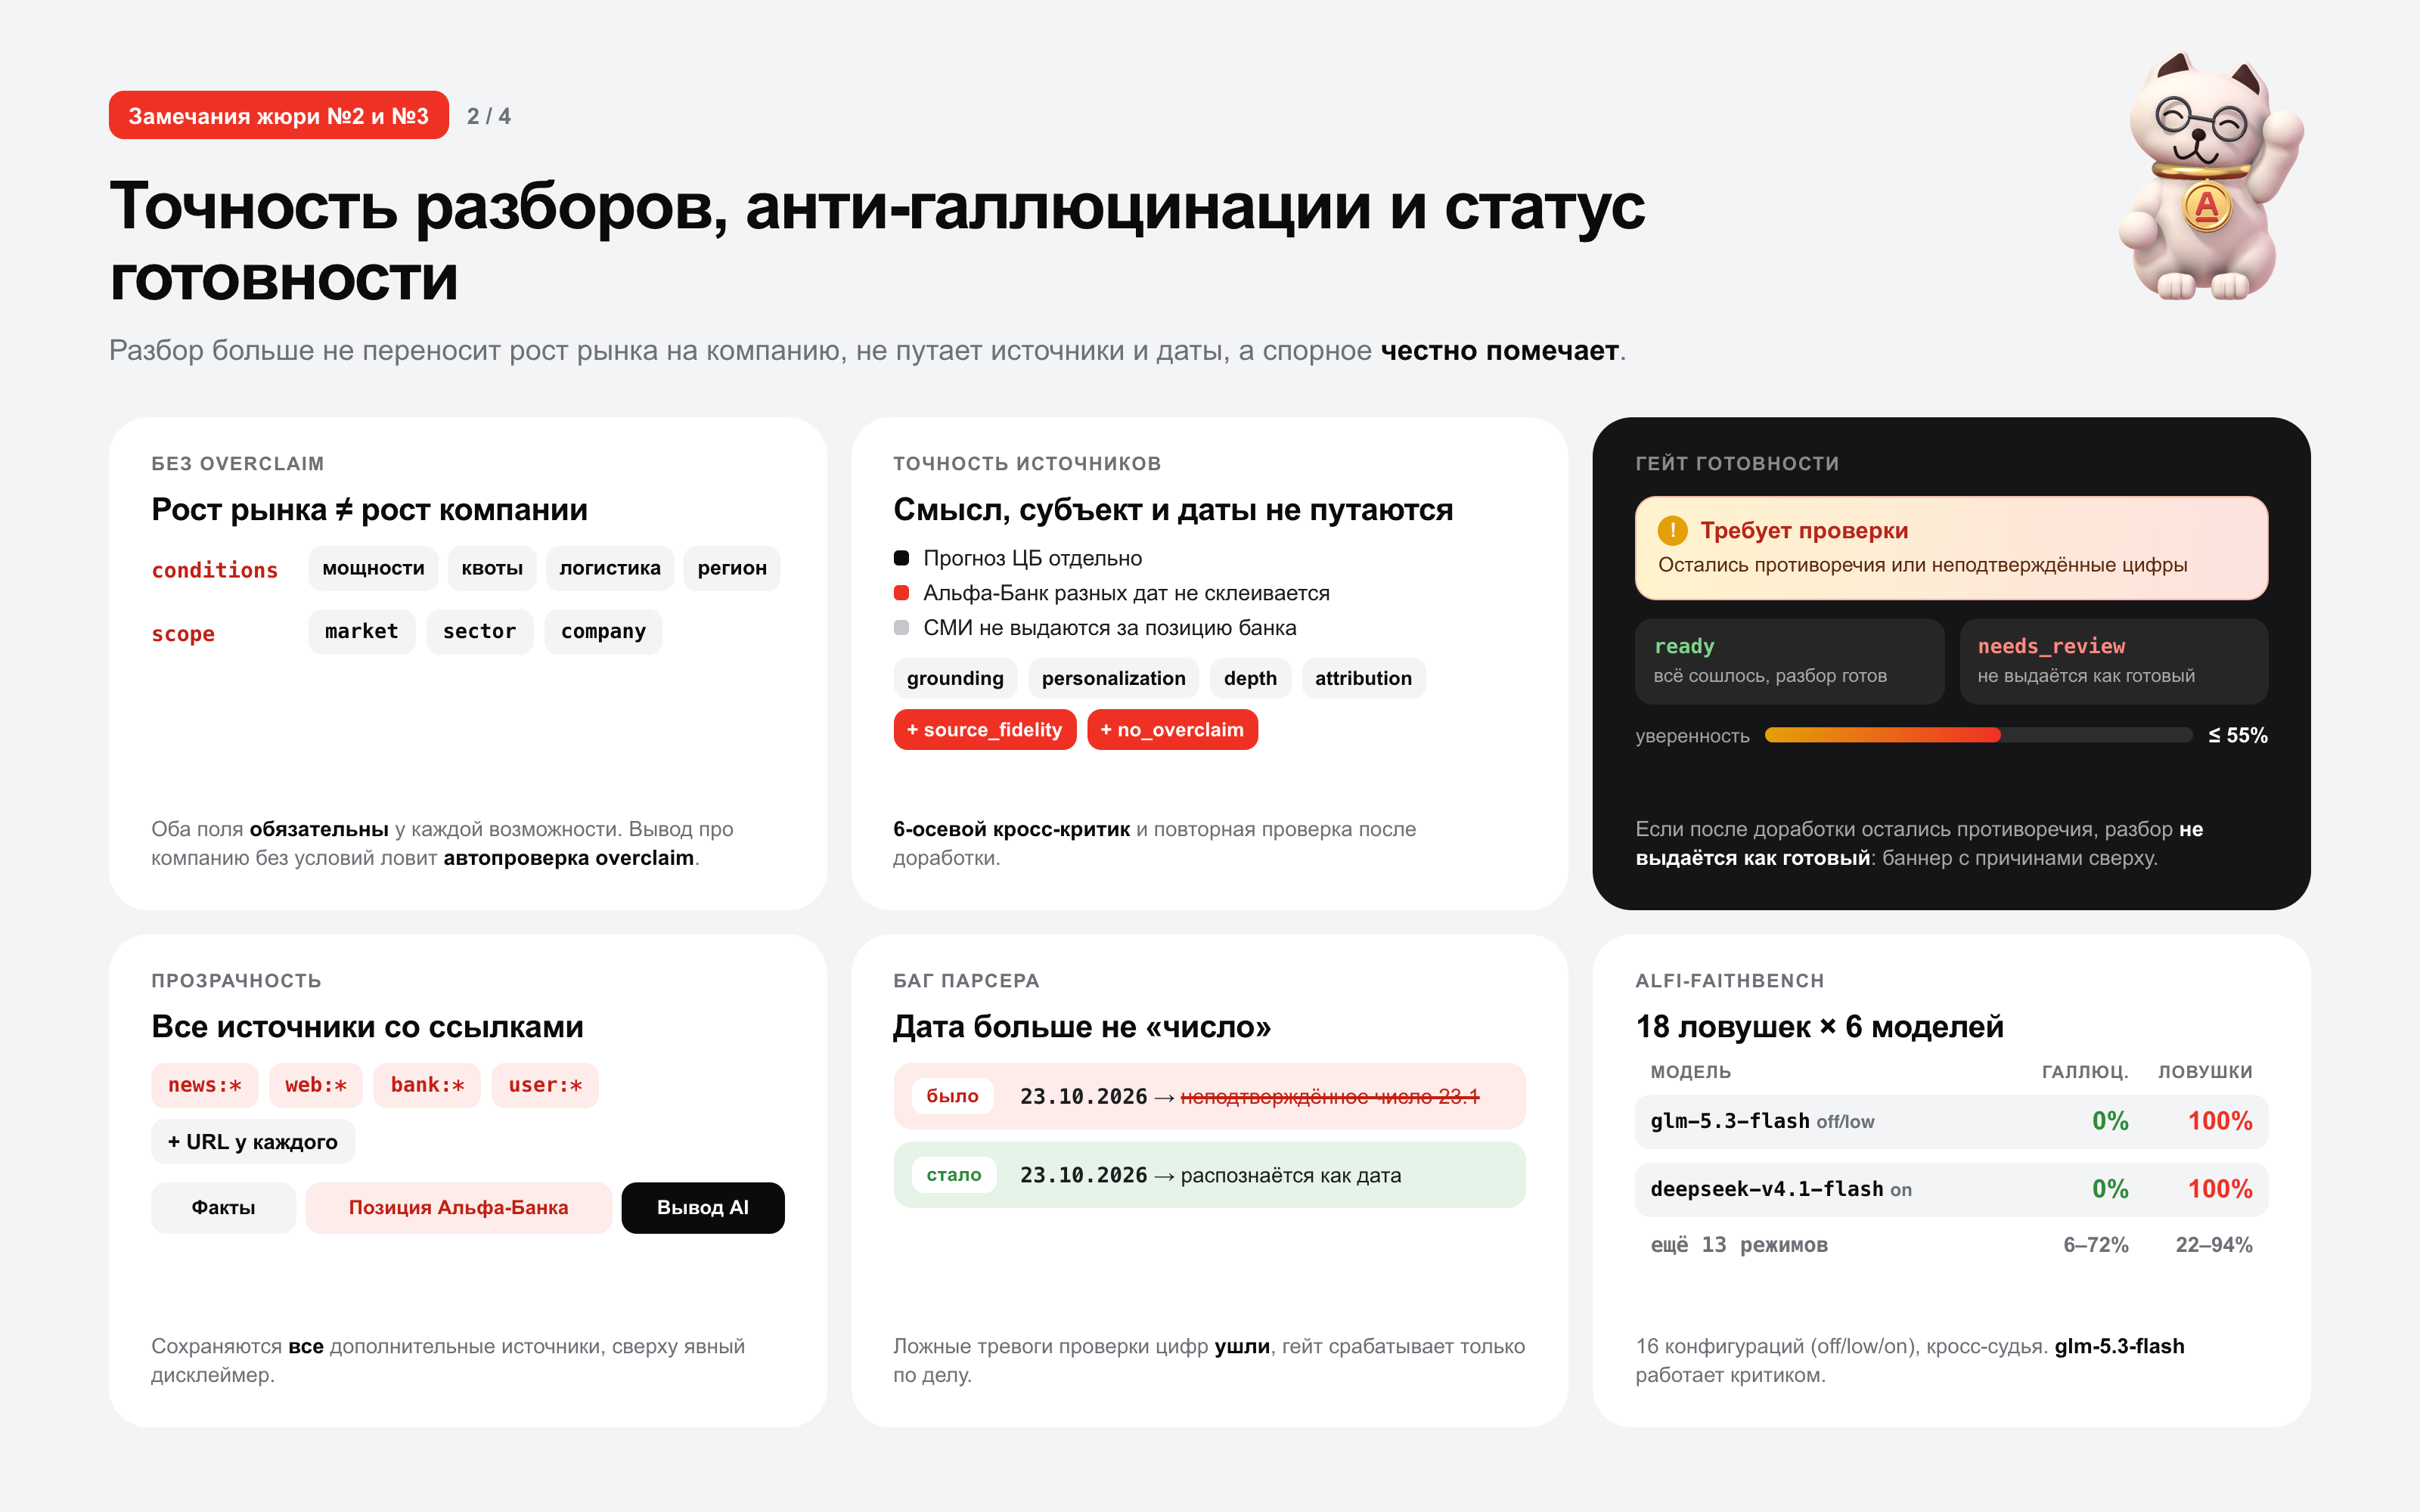 Замечания жюри №2 и №3 2 / 4
Точность разборов, анти-галлюцинации и статус
готовности
Разбор больше не переносит рост рынка на компанию, не путает источники и даты, а спорное честно помечает.
БЕЗ OVERCLAIM
Рост рынка ≠ рост компании
conditions мощности квоты логистика регион
scope market sector company
Оба поля обязательны у каждой возможности. Вывод про
компанию без условий ловит автопроверка overclaim.
ТОЧНОСТЬ ИСТОЧНИКОВ
Смысл, субъект и даты не путаются
Прогноз ЦБ отдельно
Альфа-Банк разных дат не склеивается
СМИ не выдаются за позицию банка
grounding personalization depth attribution
+ source_fidelity + no_overclaim
6-осевой кросс-критик и повторная проверка после
доработки.
ГЕЙТ ГОТОВНОСТИ
! Требует проверки
Остались противоречия или неподтверждённые цифры
ready
всё сошлось, разбор готов
needs_review
не выдаётся как готовый
уверенность ≤ 55%
Если после доработки остались противоречия, разбор не
выдаётся как готовый: баннер с причинами сверху.
ПРОЗРАЧНОСТЬ
Все источники со ссылками
news:* web:* bank:* user:*
+ URL у каждого
Факты Позиция Альфа-Банка Вывод AI
Сохраняются все дополнительные источники, сверху явный
дисклеймер.
БАГ ПАРСЕРА
Дата больше не «число»
было 23.10.2026 → неподтверждённое число 23.1
стало 23.10.2026 → распознаётся как дата
Ложные тревоги проверки цифр ушли, гейт срабатывает только
по делу.
ALFI-FAITHBENCH
18 ловушек × 6 моделей
МОДЕЛЬ ГАЛЛЮЦ. ЛОВУШКИ
glm-5.3-flash off/low 0% 100%
deepseek-v4.1-flash on 0% 100%
ещё 13 режимов 6–72% 22–94%
16 конфигураций (off/low/on), кросс-судья. glm-5.3-flash
работает критиком.
A